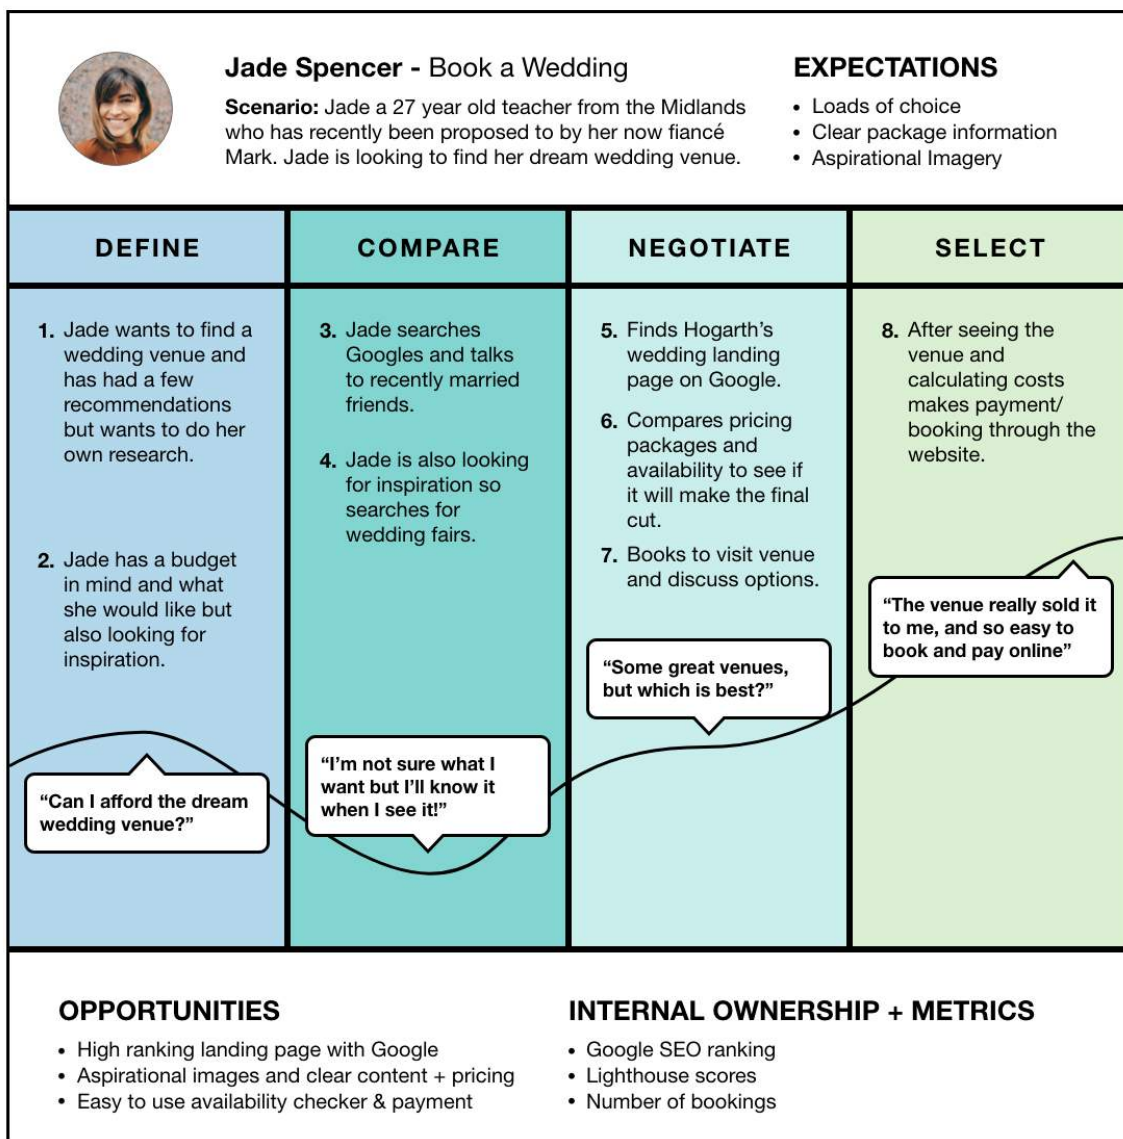 Jade Spencer - Book a Wedding
Scenario: Jade a 27 year old teacher from the Midlands
who has recently been proposed to by her now fiancé
Mark. Jade is looking to find her dream wedding venue.
EXPECTATIONS
• Loads of choice
• Clear package information
• Aspirational Imagery
DEFINE
1. Jade wants to find a
wedding venue and
has had a few
recommendations
but wants to do her
own research.
2. Jade has a budget
in mind and what
she would like but
also looking for
inspiration.
“Can I afford the dream
wedding venue?”
COMPARE
3. Jade searches
Googles and talks
to recently married
friends.
4. Jade is also looking
for inspiration so
searches for
wedding fairs.
“I’m not sure what I
want but I’ll know it
when I see it!”
NEGOTIATE
5. Finds Hogarth’s
wedding landing
page on Google.
6. Compares pricing
packages and
availability to see if
it will make the final
cut.
7. Books to visit venue
and discuss options.
“Some great venues,
but which is best?”
SELECT
8. After seeing the
venue and
calculating costs
makes payment/
booking through the
website.
“The venue really sold it
to me, and so easy to
book and pay online”
OPPORTUNITIES
• High ranking landing page with Google
• Aspirational images and clear content + pricing
• Easy to use availability checker & payment
INTERNAL OWNERSHIP + METRICS
• Google SEO ranking
• Lighthouse scores
• Number of bookings